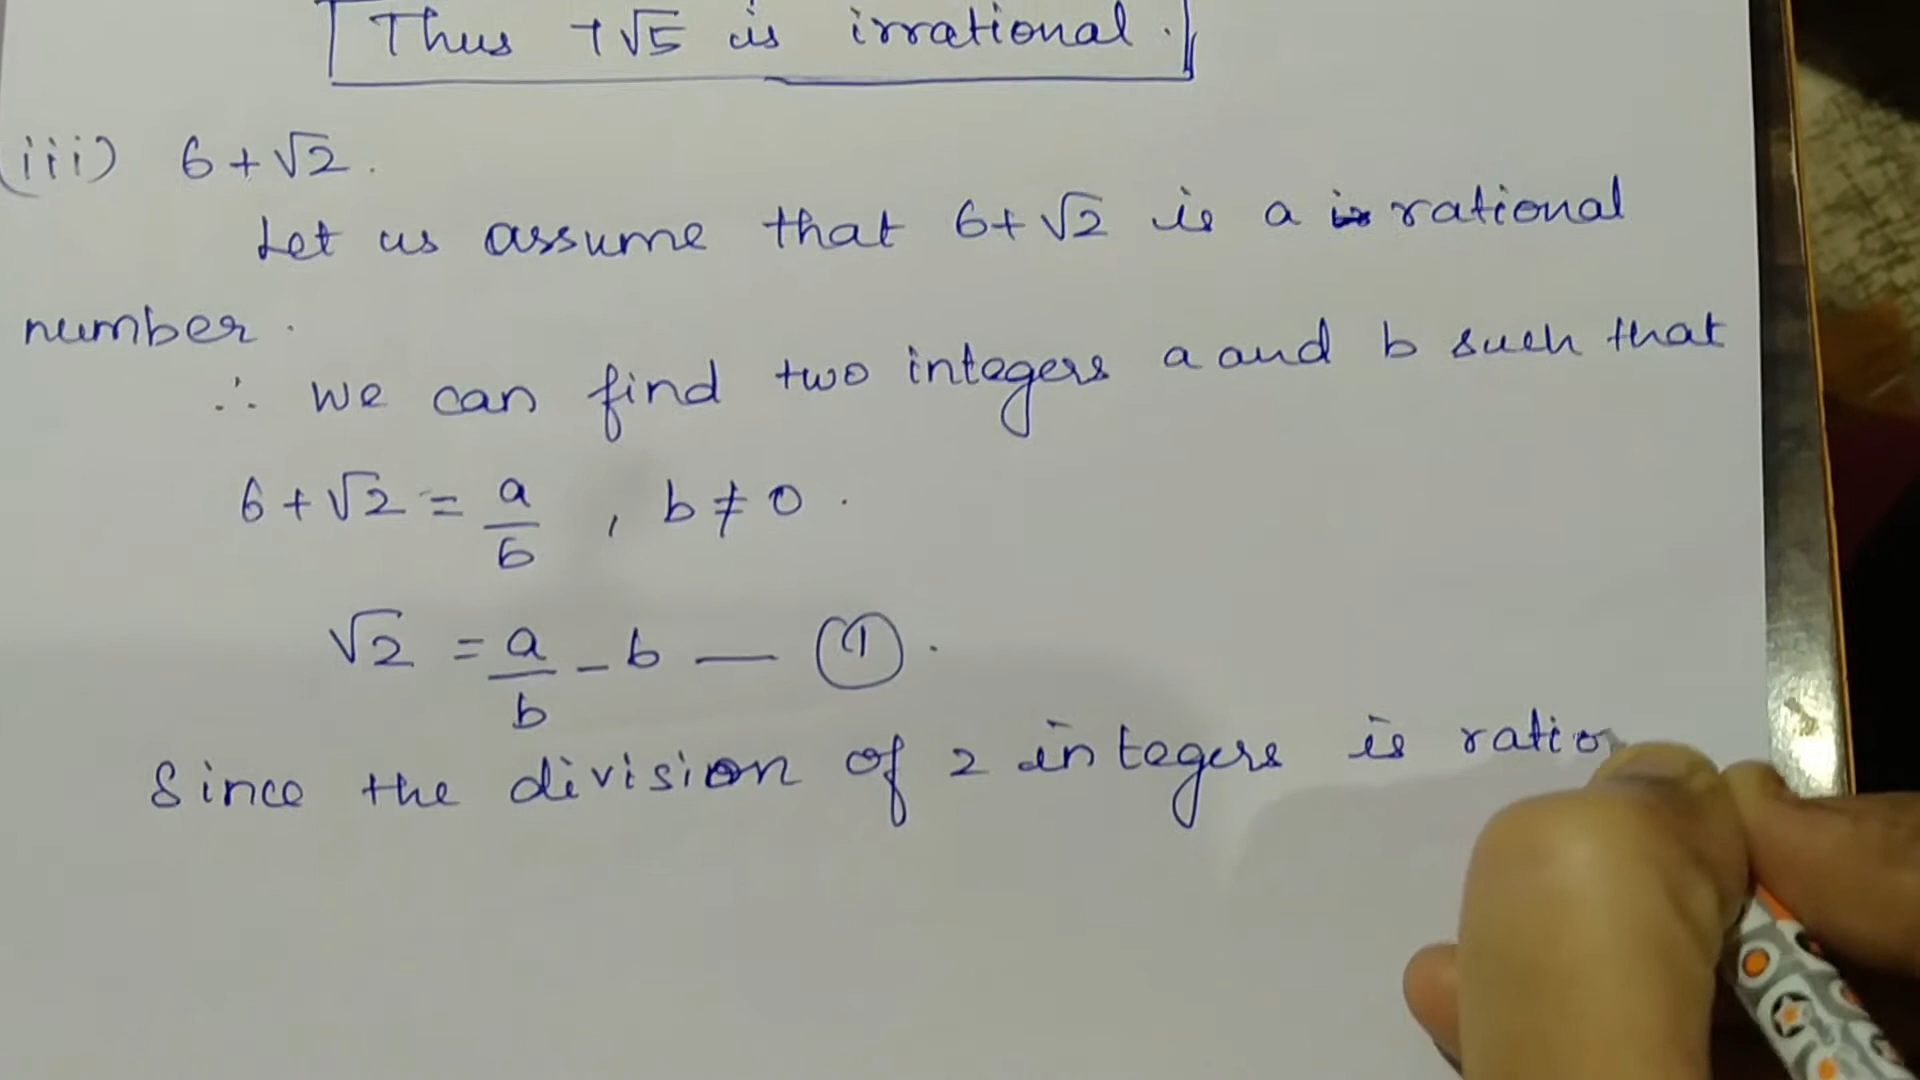 Thus 7√5 is irrational.
(iii) 6+√2.
Let us assume that 6+√2 is a rational
number.
∴ We can find two integers a and b such that
6+√2 = a/b , b≠0.
√2 = a/b - 6 — ①.
Since the division of 2 integers is ratio